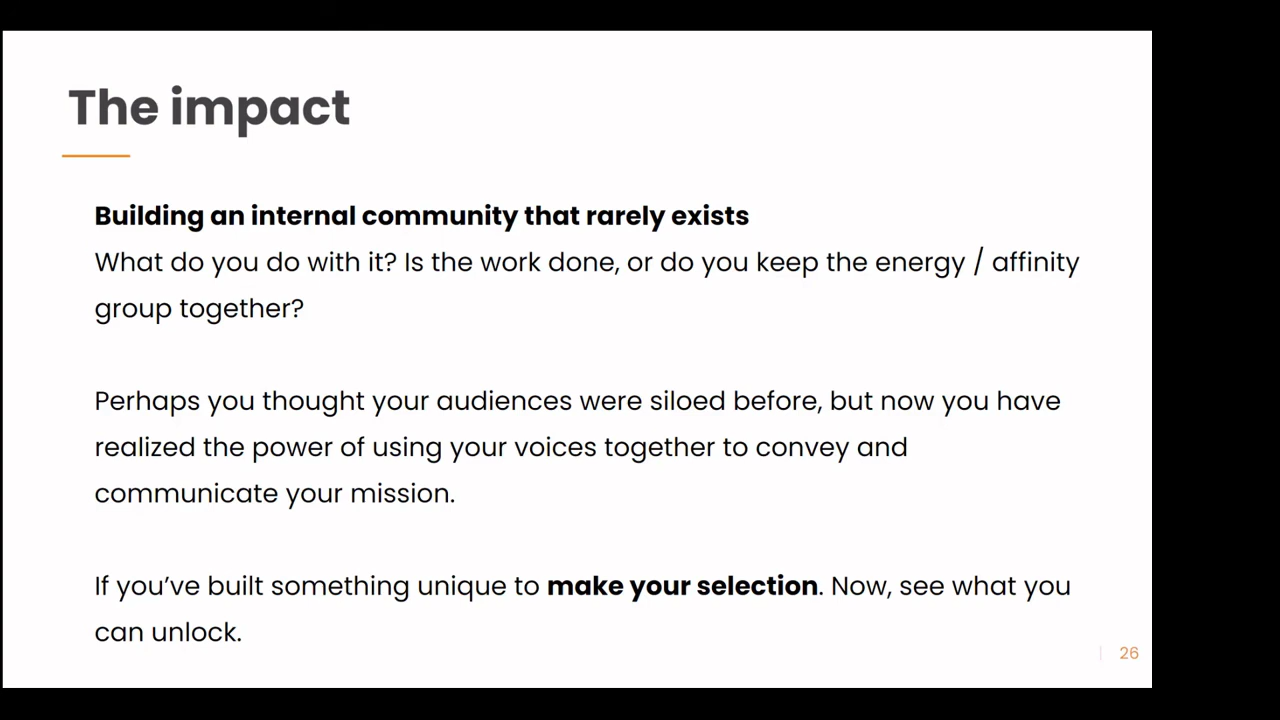 The impact
Building an internal community that rarely exists
What do you do with it? Is the work done, or do you keep the energy / affinity
group together?
Perhaps you thought your audiences were siloed before, but now you have
realized the power of using your voices together to convey and
communicate your mission.
If you’ve built something unique to make your selection. Now, see what you
can unlock.
26